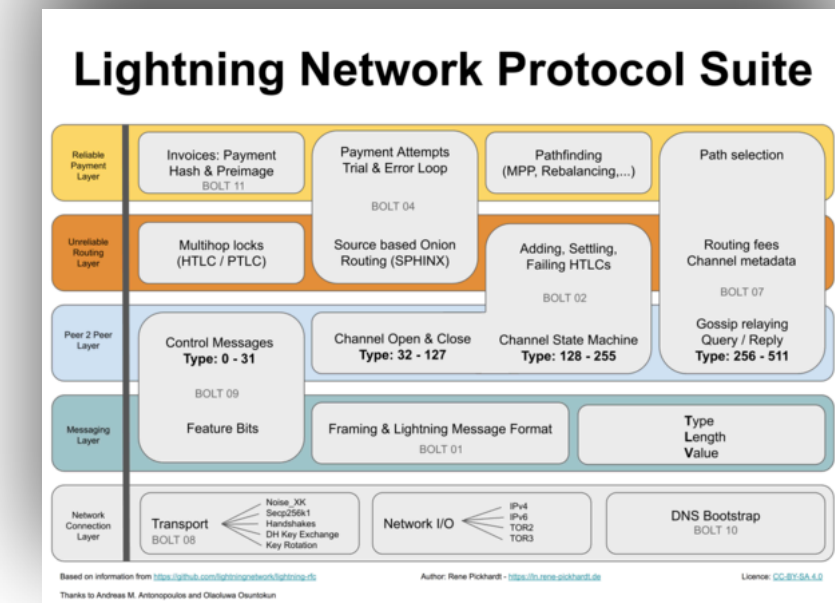 Lightning Network Protocol Suite
Reliable
Payment
Layer
Invoices: Payment
Hash & Preimage
BOLT 11
Payment Attempts
Trial & Error Loop
BOLT 04
Source based Onion
Routing (SPHINX)
Pathfinding
(MPP, Rebalancing,...)
Path selection
Routing fees
Channel metadata
BOLT 07
Gossip relaying
Query / Reply
Type: 256 - 511
Unreliable
Routing
Layer
Multihop locks
(HTLC / PTLC)
Adding, Settling,
Failing HTLCs
BOLT 02
Channel State Machine
Type: 128 - 255
Peer 2 Peer
Layer
Control Messages
Type: 0 - 31
BOLT 09
Feature Bits
Channel Open & Close
Type: 32 - 127
Messaging
Layer
Framing & Lightning Message Format
BOLT 01
Type
Length
Value
Network
Connection
Layer
Transport
BOLT 08
Noise_XK
Secp256k1
Handshakes
DH Key Exchange
Key Rotation
Network I/O
IPv4
IPv6
TOR2
TOR3
DNS Bootstrap
BOLT 10
Based on information from https://github.com/lightningnetwork/lightning-rfc
Author: Rene Pickhardt - https://ln.rene-pickhardt.de
Licence: CC-BY-SA 4.0
Thanks to Andreas M. Antonopoulos and Olaoluwa Osuntokun